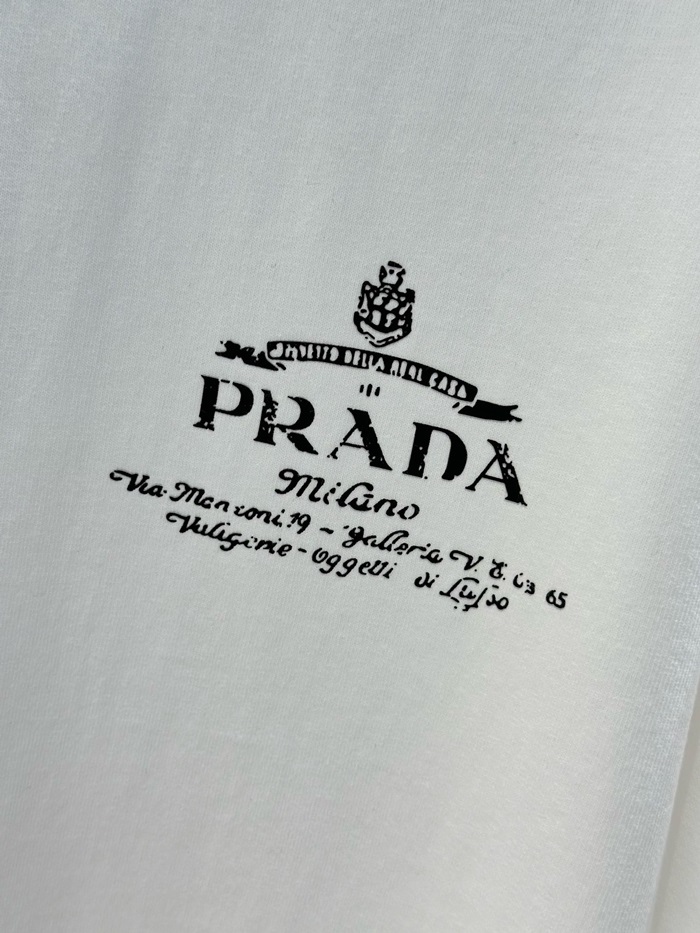 DELLA REAL CASA
PRADA
Milano
Via Manzoni. 19 - Galleria V. E. 63 65
Valigerie - Oggetti di Lusso